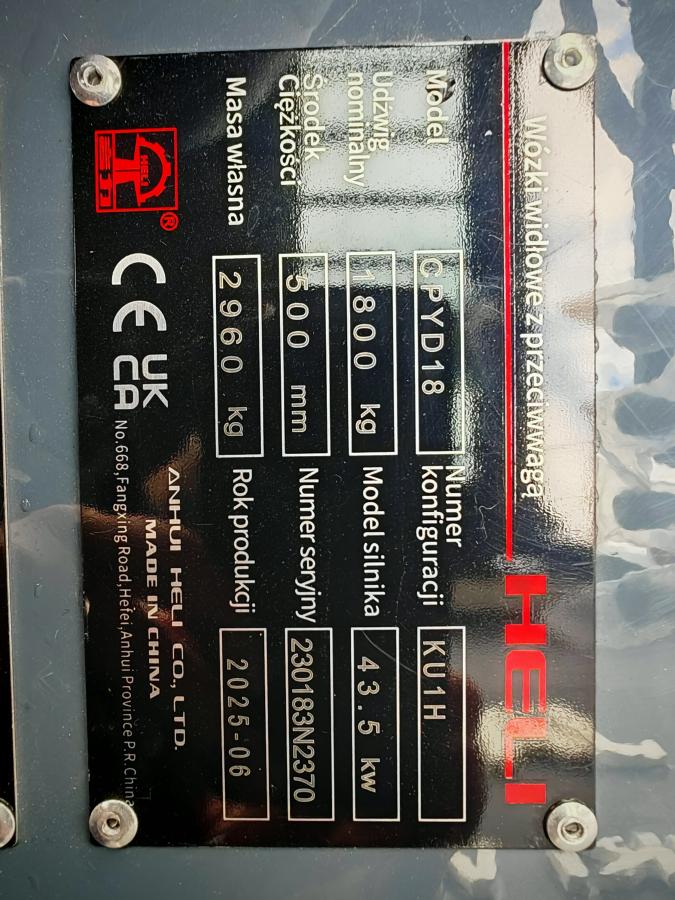 Wózki widłowe z przeciwwagą HELI
Model CPYD18 Numer konfiguracji KU1H
Udźwig nominalny 1800 kg Model silnika 43.5 kw
Środek Ciężkości 500 mm Numer seryjny 230183N2370
Masa własna 2960 kg Rok produkcji 2025-06
HELI ® CE UK CA
ANHUI HELI CO., LTD.
MADE IN CHINA
No.668,Fangxing Road,Hefei,Anhui Province P.R.China